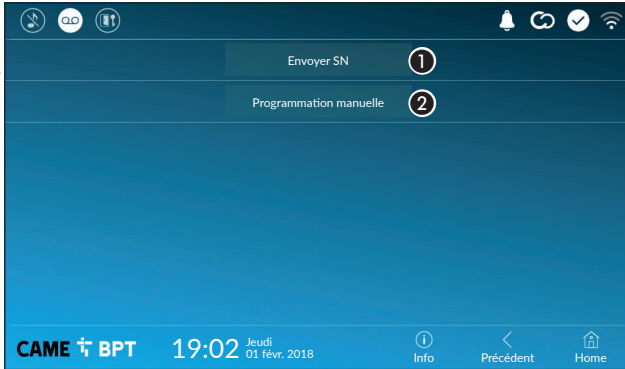 Envoyer SN 1
Programmation manuelle 2
CAME BPT 19:02 Jeudi
01 févr. 2018
Info Précédent Home